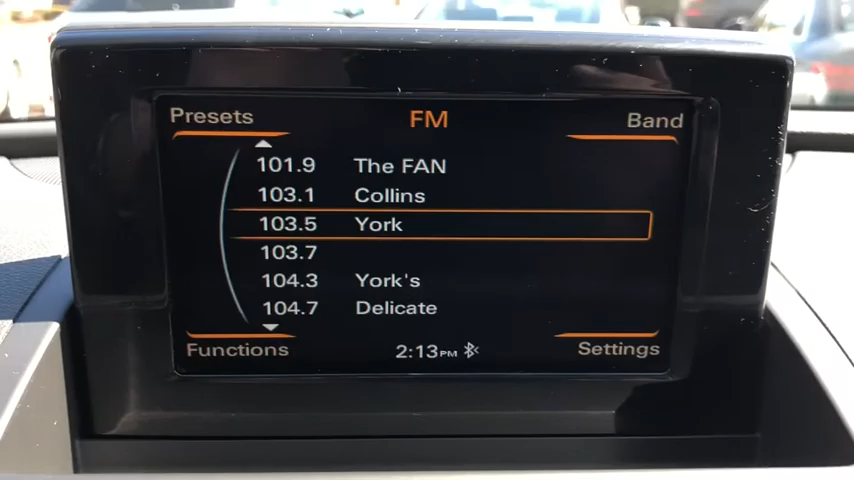 Presets FM Band
101.9 The FAN
103.1 Collins
103.5 York
103.7
104.3 York's
104.7 Delicate
Functions 2:13PM Settings